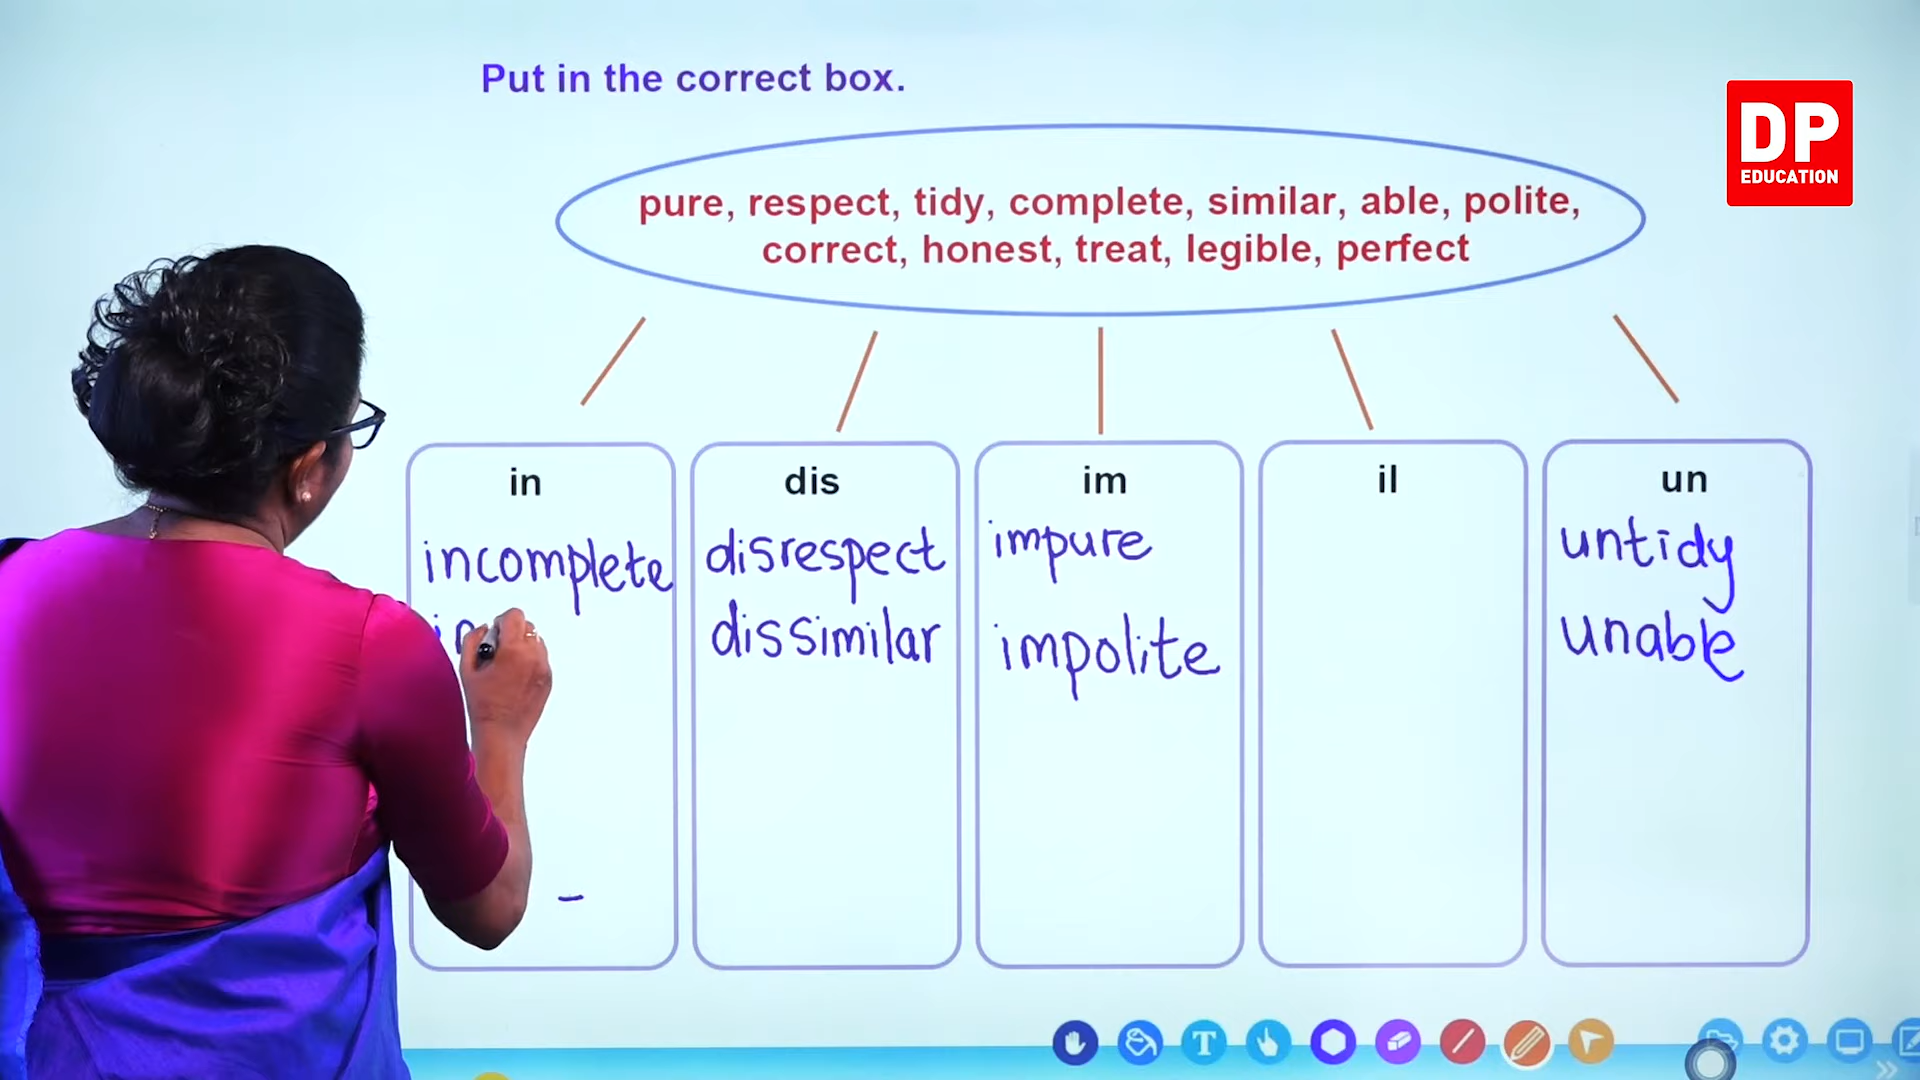 Put in the correct box.
DP
EDUCATION
pure, respect, tidy, complete, similar, able, polite,
correct, honest, treat, legible, perfect
in
dis
im
il
un
incomplete
disrespect
impure
untidy
in
dissimilar
impolite
unable